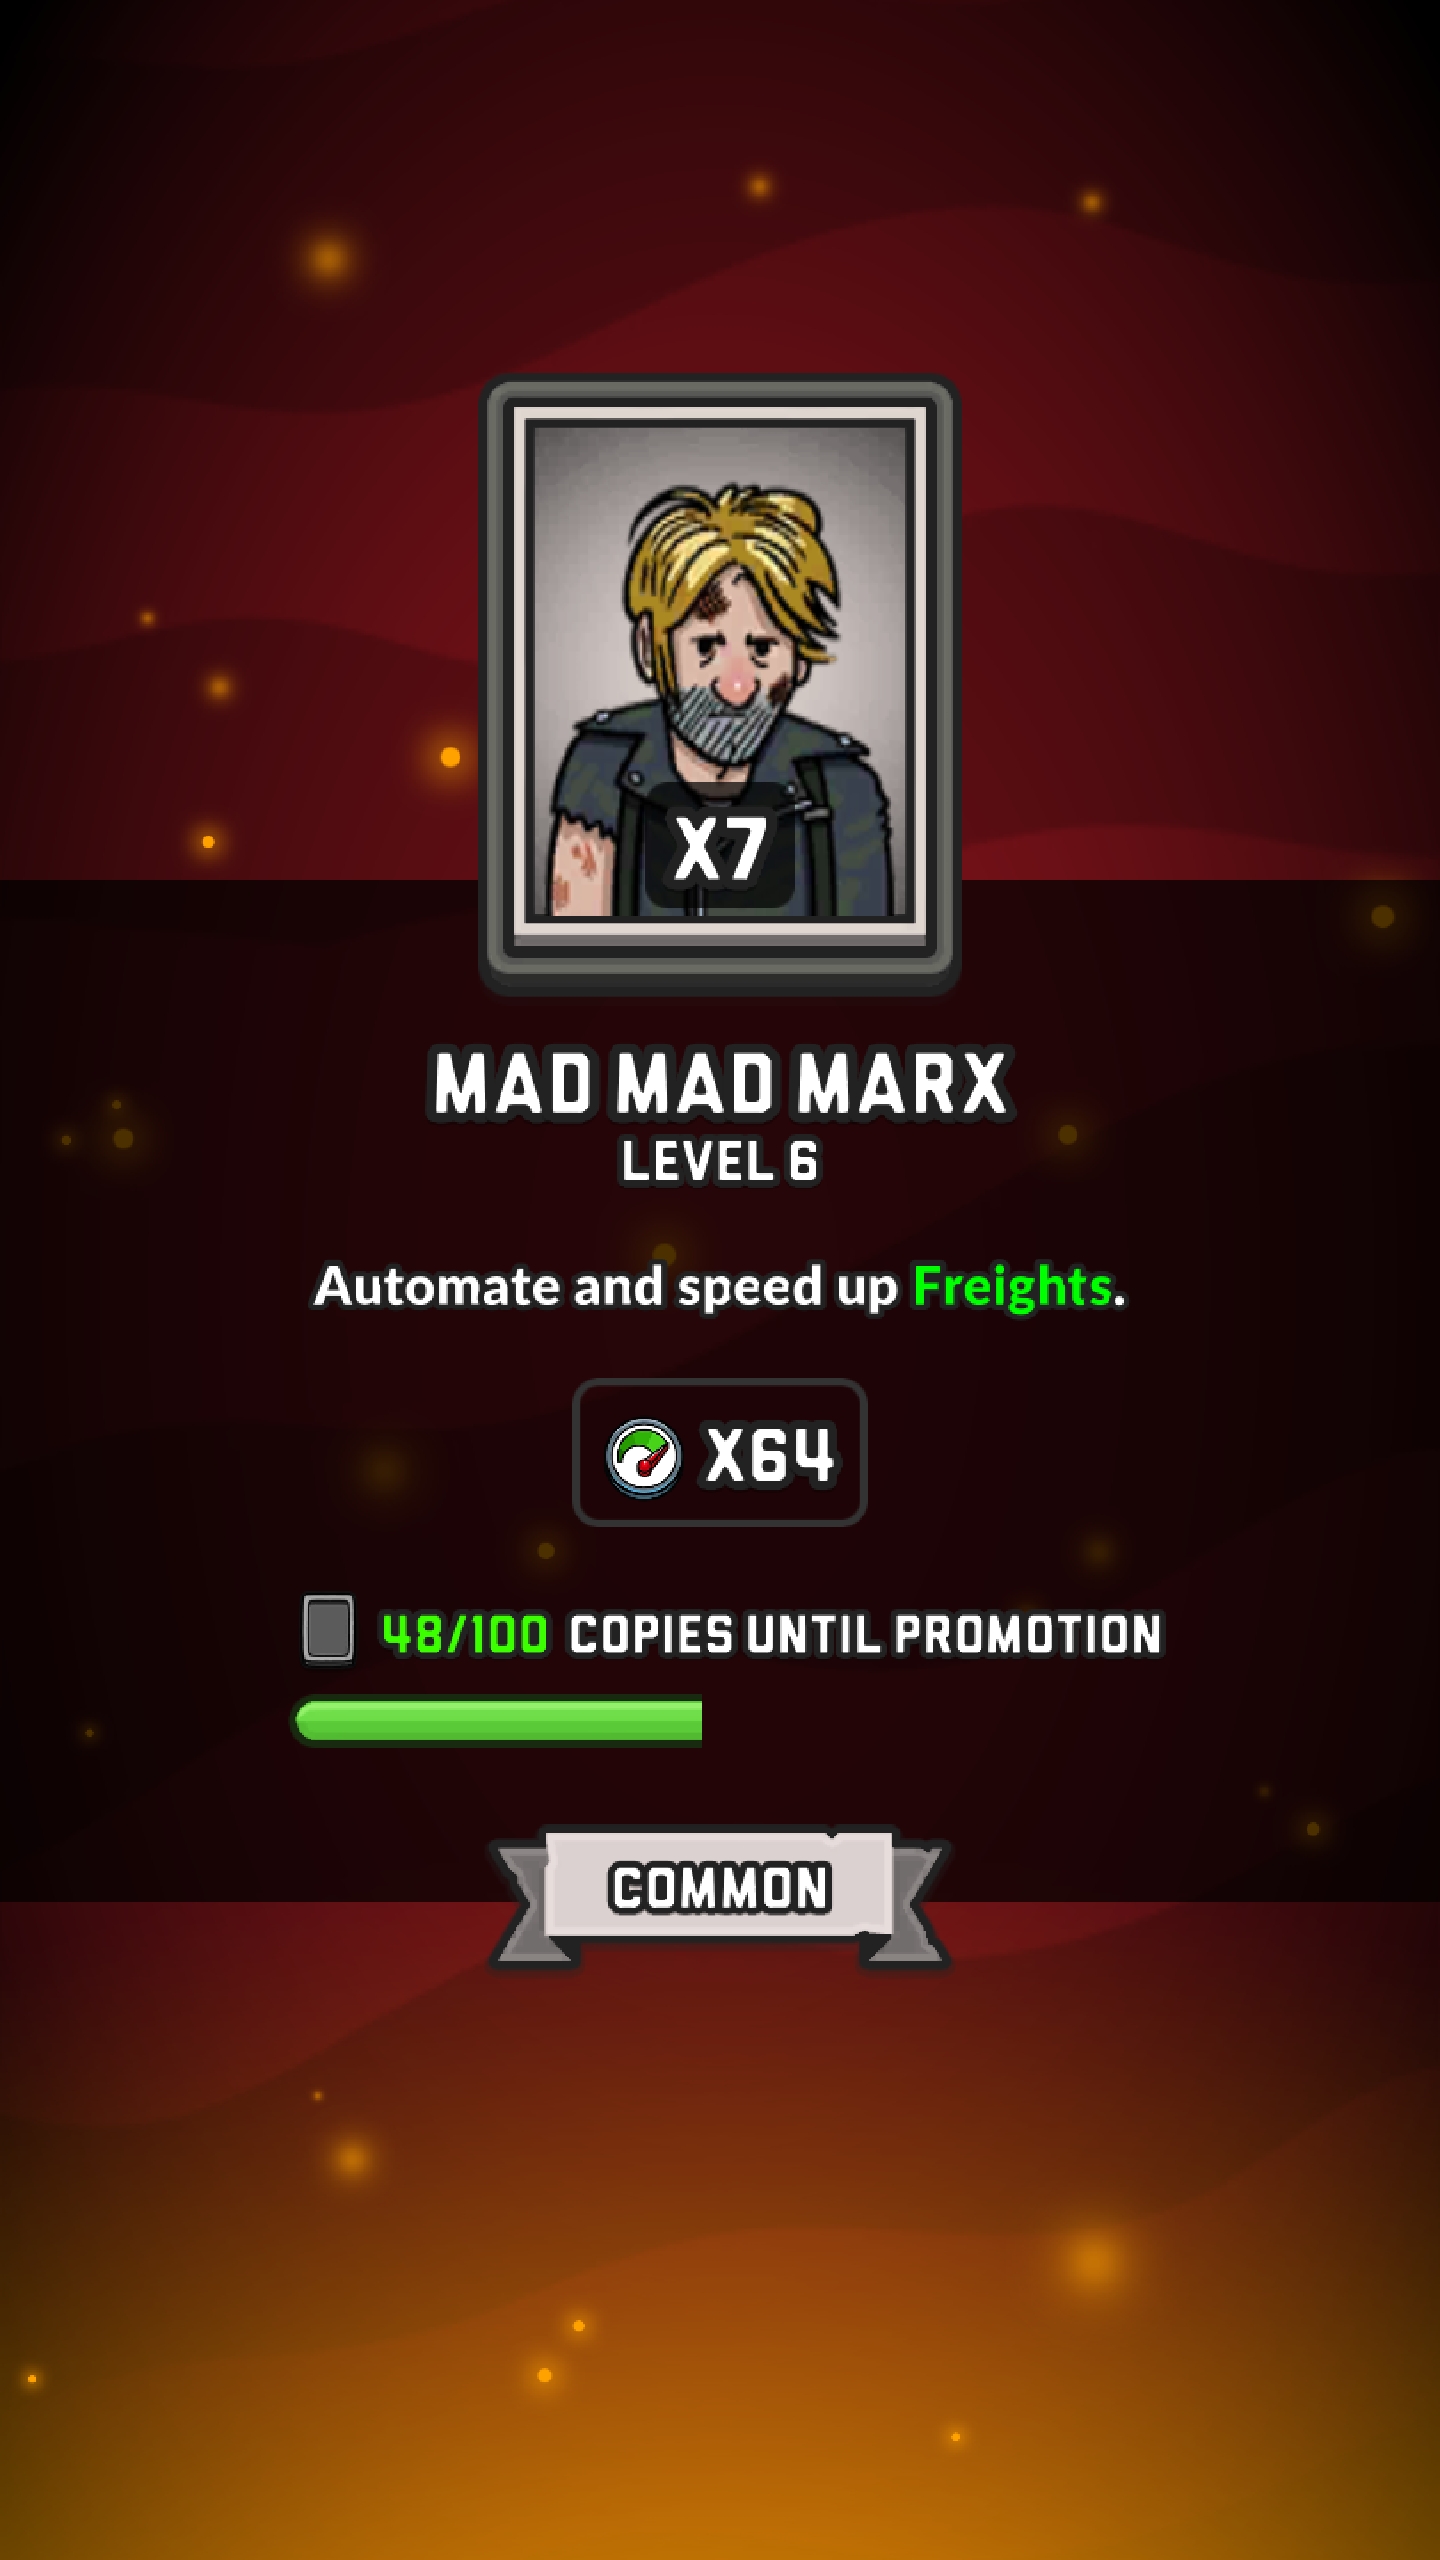 X7
MAD MAD MARX
LEVEL 6
Automate and speed up Freights.
X64
48/100 COPIES UNTIL PROMOTION
COMMON